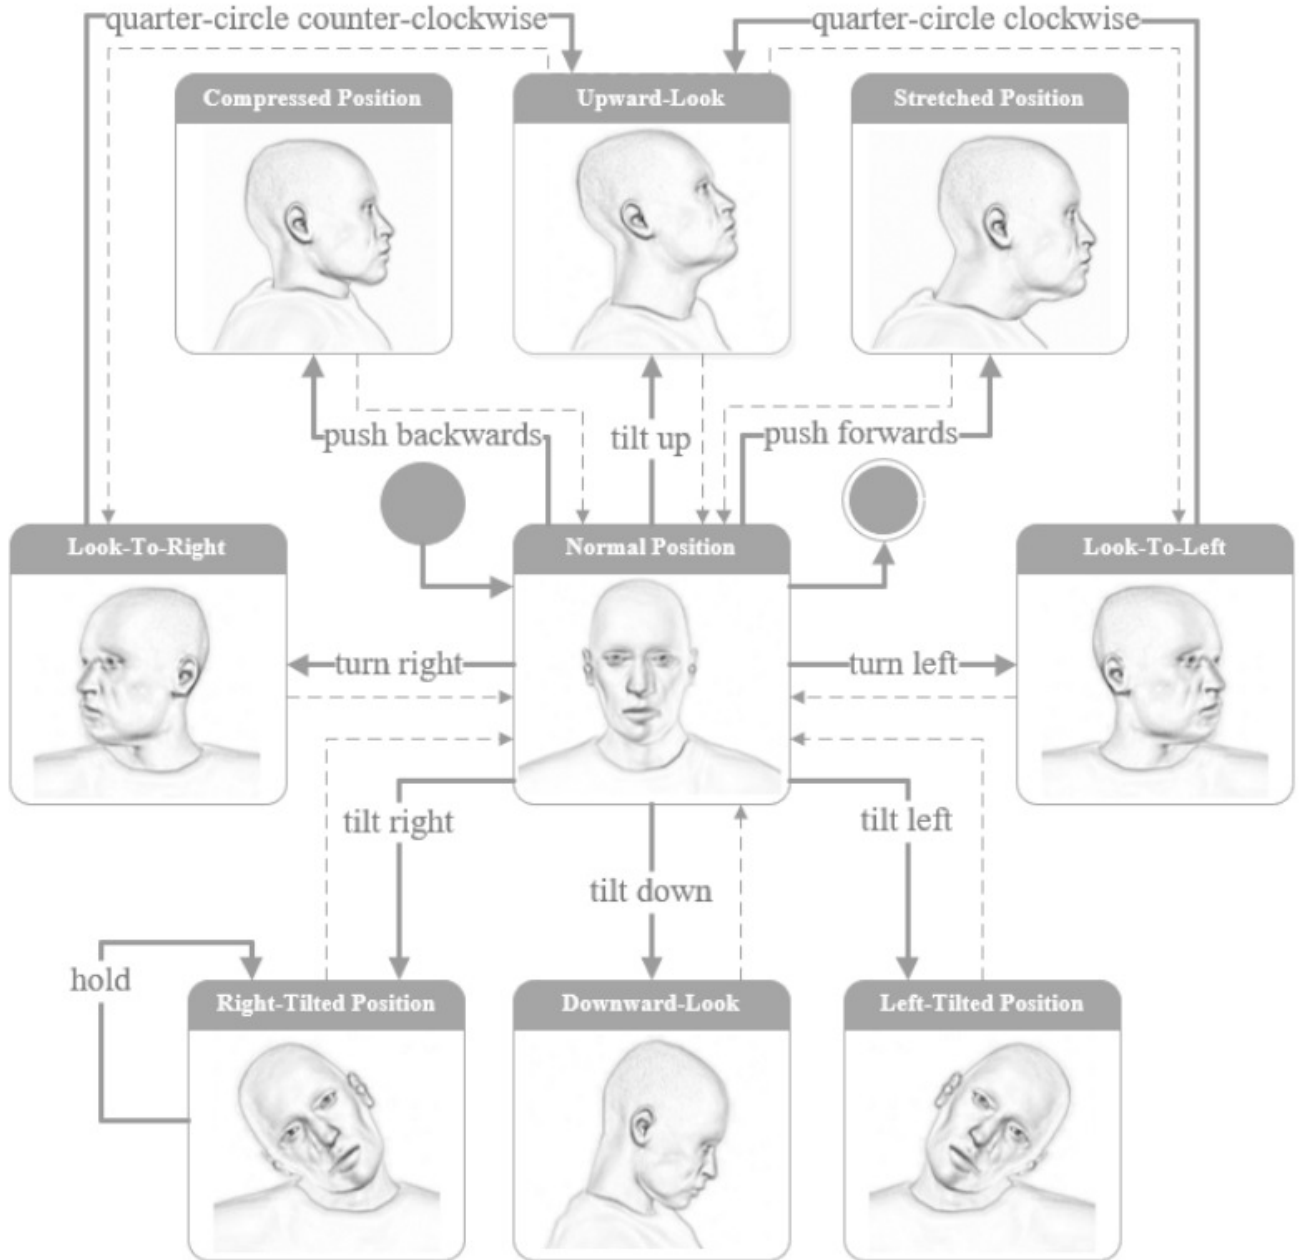 quarter-circle counter-clockwise
quarter-circle clockwise
Compressed Position
Upward-Look
Stretched Position
push backwards
tilt up
push forwards
Look-To-Right
Normal Position
Look-To-Left
turn right
turn left
tilt right
tilt left
tilt down
hold
Right-Tilted Position
Downward-Look
Left-Tilted Position